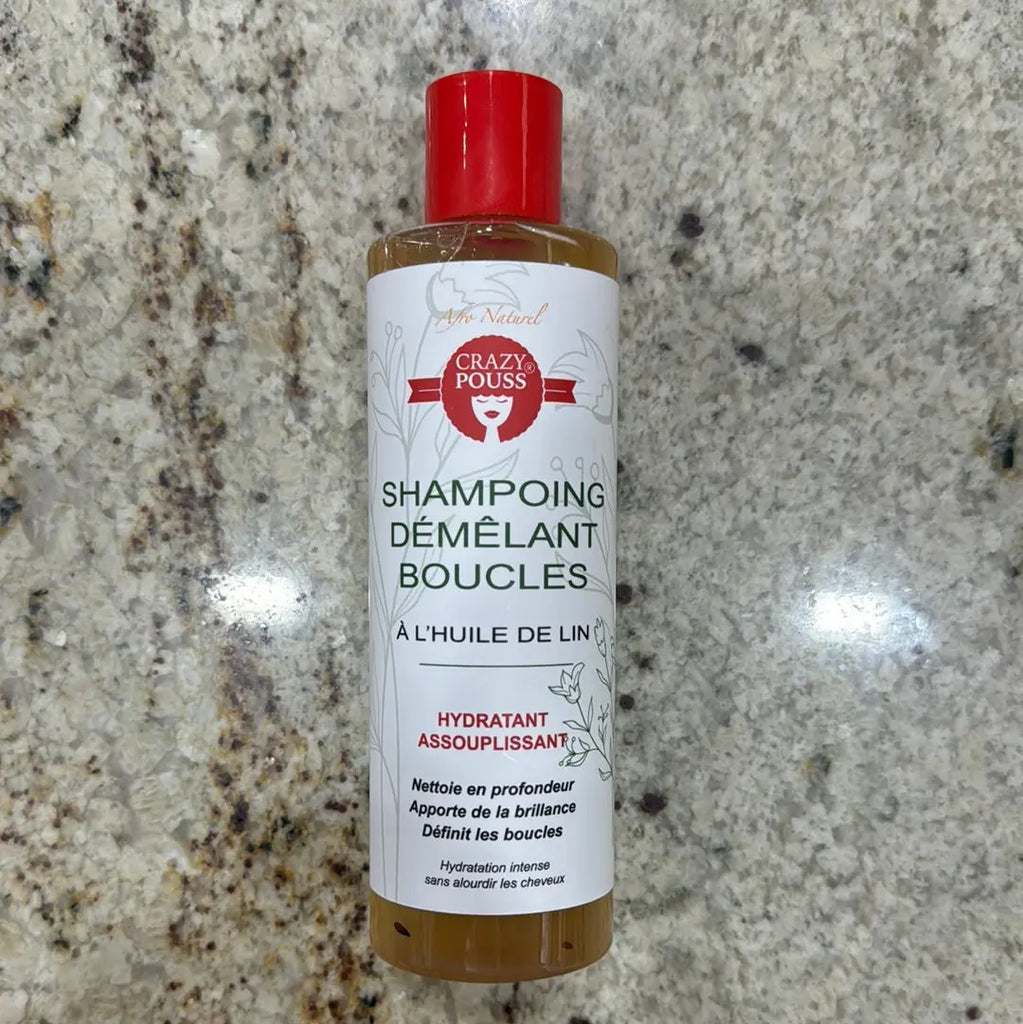 Afro Naturel
CRAZY
POUSS®
SHAMPOING
DÉMÊLANT
BOUCLES
À L'HUILE DE LIN
HYDRATANT
ASSOUPLISSANT
Nettoie en profondeur
Apporte de la brillance
Définit les boucles
Hydratation intense
sans alourdir les cheveux